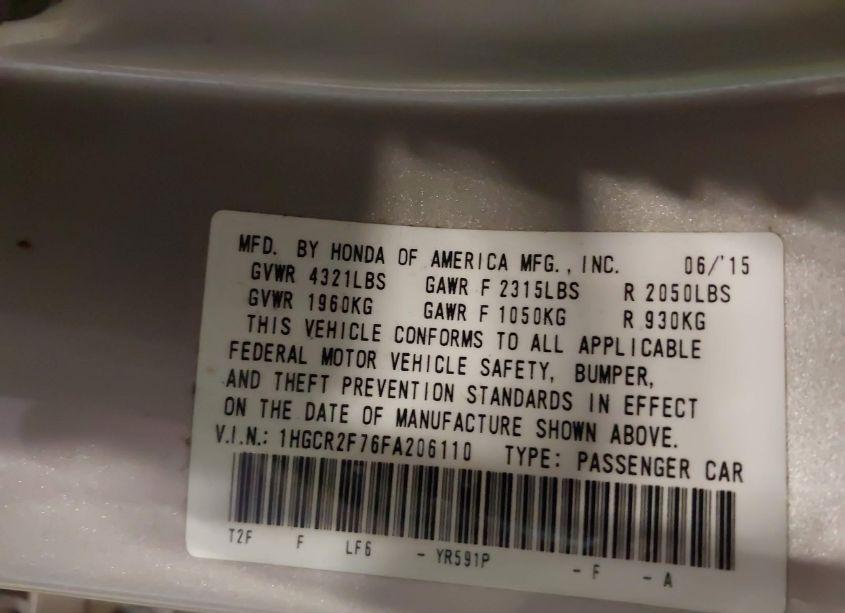 MFD. BY HONDA OF AMERICA MFG., INC. 06/'15
GVWR 4321LBS GAWR F 2315LBS R 2050LBS
GVWR 1960KG GAWR F 1050KG R 930KG
THIS VEHICLE CONFORMS TO ALL APPLICABLE
FEDERAL MOTOR VEHICLE SAFETY, BUMPER,
AND THEFT PREVENTION STANDARDS IN EFFECT
ON THE DATE OF MANUFACTURE SHOWN ABOVE.
V.I.N.: 1HGCR2F76FA206110 TYPE: PASSENGER CAR
T2F F LF6 - YR591P - F - A